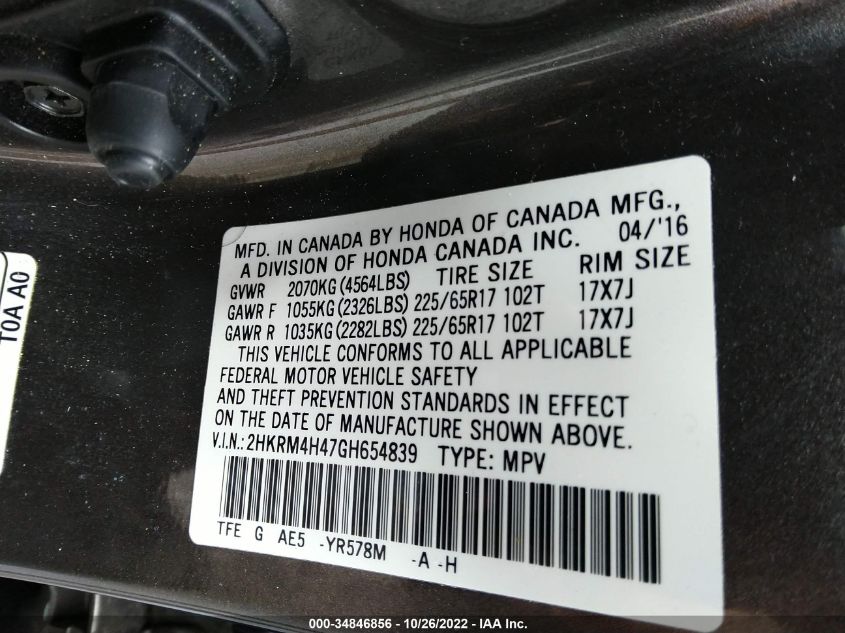 MFD. IN CANADA BY HONDA OF CANADA MFG.,
A DIVISION OF HONDA CANADA INC. 04/'16
GVWR 2070KG (4564LBS) TIRE SIZE RIM SIZE
GAWR F 1055KG (2326LBS) 225/65R17 102T 17X7J
GAWR R 1035KG (2282LBS) 225/65R17 102T 17X7J
THIS VEHICLE CONFORMS TO ALL APPLICABLE
FEDERAL MOTOR VEHICLE SAFETY
AND THEFT PREVENTION STANDARDS IN EFFECT
ON THE DATE OF MANUFACTURE SHOWN ABOVE.
V.I.N.: 2HKRM4H47GH654839 TYPE: MPV
TFE G AE5 -YR578M -A -H
T0A A0
000-34846856 / 10/26/2022 - IAA Inc.